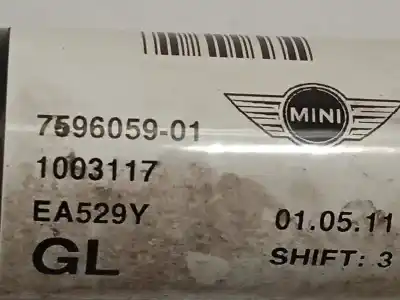 MINI
7596059-01
1003117
EA529Y
01.05.11
GL
SHIFT: 3